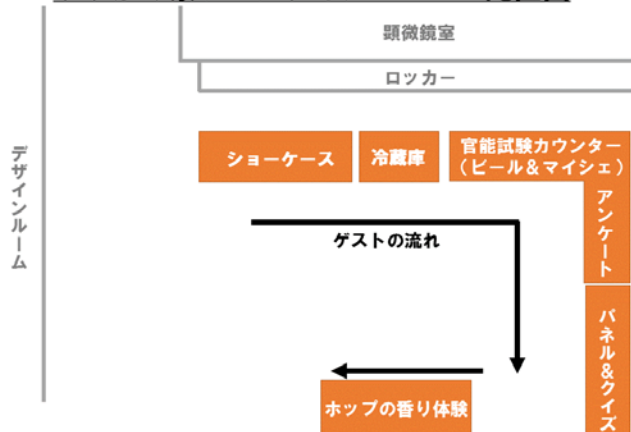 顕微鏡室
ロッカー
デザインルーム
ショーケース
冷蔵庫
官能試験カウンター
(ビール&マイシェ)
アンケート
ゲストの流れ
パネル&クイズ
ホップの香り体験